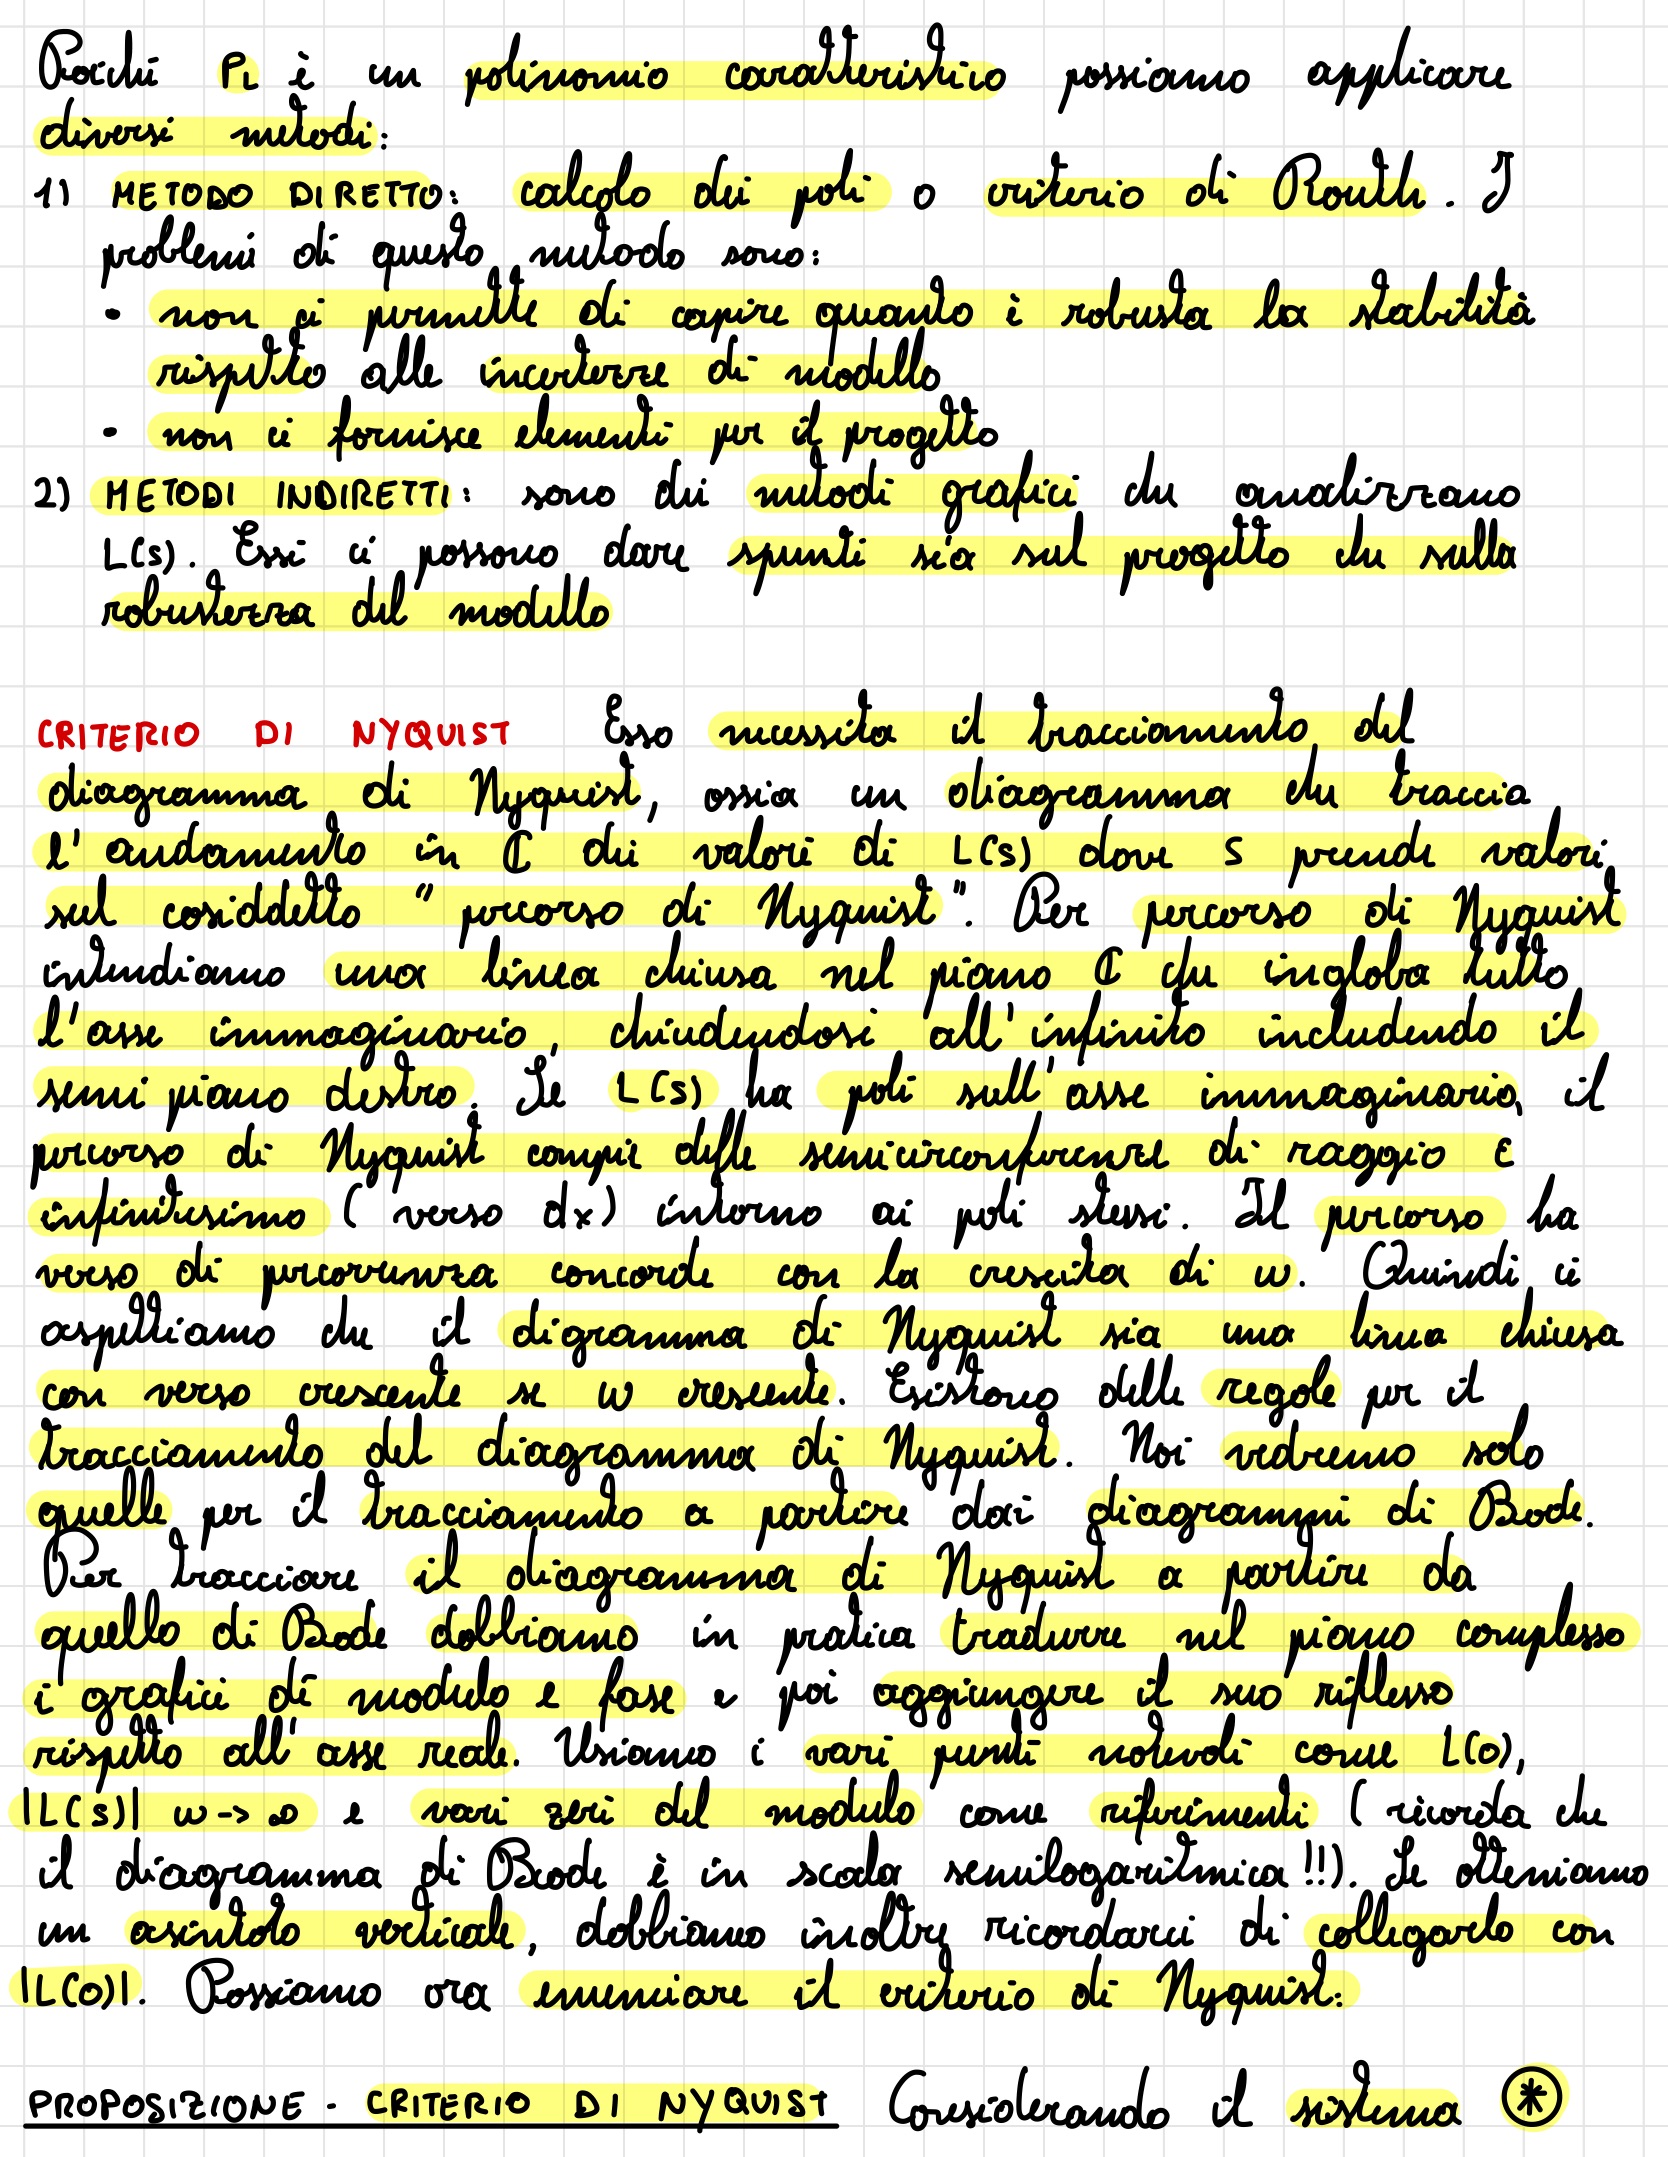 Poiché PL è un polinomio caratteristico possiamo applicare
diversi metodi:
1) METODO DIRETTO: calcolo dei poli o criterio di Routh. I
problemi di questo metodo sono:
- non ci permette di capire quanto è robusta la stabilità
rispetto alle incertezze di modello
- non ci fornisce elementi per il progetto
2) METODI INDIRETTI: sono dei metodi grafici che analizzano
L(s). Essi ci possono dare spunti sia sul progetto che sulla
robustezza del modello
CRITERIO DI NYQUIST Esso necessita il tracciamento del
diagramma di Nyquist, ossia un diagramma che traccia
l'andamento in ℂ dei valori di L(s) dove s prende valori
sul cosiddetto "percorso di Nyquist". Per percorso di Nyquist
intendiamo una linea chiusa nel piano ℂ che ingloba tutto
l'asse immaginario, chiudendosi all'infinito includendo il
semi piano destro. Se L(s) ha poli sull'asse immaginario, il
percorso di Nyquist compie delle semicirconferenze di raggio ε
infinitesimo (verso dx) intorno ai poli stessi. Il percorso ha
verso di percorrenza concorde con la crescita di w. Quindi ci
aspettiamo che il digramma di Nyquist sia una linea chiusa
con verso crescente se w crescente. Esistono delle regole per il
tracciamento del diagramma di Nyquist. Noi vedremo solo
quelle per il tracciamento a partire dai diagrammi di Bode.
Per tracciare il diagramma di Nyquist a partire da
quello di Bode dobbiamo in pratica tradurre nel piano complesso
i grafici di modulo e fase e poi aggiungere il suo riflesso
rispetto all'asse reale. Usiamo i vari punti notevoli come L(0),
|L(s)| w->∞ e vari zeri del modulo come riferimenti (ricorda che
il diagramma di Bode è in scala semilogaritmica!!). Se otteniamo
un asintoto verticale, dobbiamo inoltre ricordarci di collegarlo con
|L(0)|. Possiamo ora enunciare il criterio di Nyquist:
PROPOSIZIONE - CRITERIO DI NYQUIST Considerando il sistema *